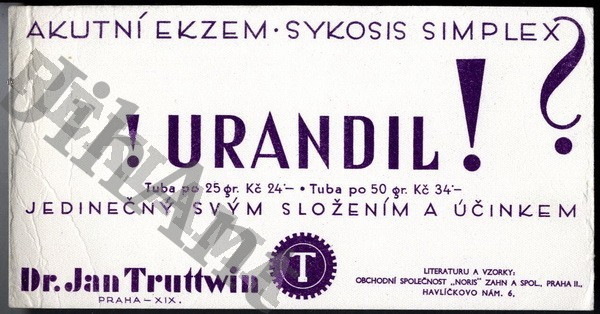 AKUTNÍ EKZEM · SYKOSIS SIMPLEX ?
! URANDIL !
Tuba po 25 gr. Kč 24·— • Tuba po 50 gr. Kč 34·—
JEDINEČNÝ SVÝM SLOŽENÍM A ÚČINKEM
Dr. Jan Truttwin
PRAHA – XIX.
T
LITERATURU A VZORKY:
OBCHODNÍ SPOLEČNOST „NORIS" ZAHN A SPOL., PRAHA II.,
HAVLÍČKOVO NÁM. 6.